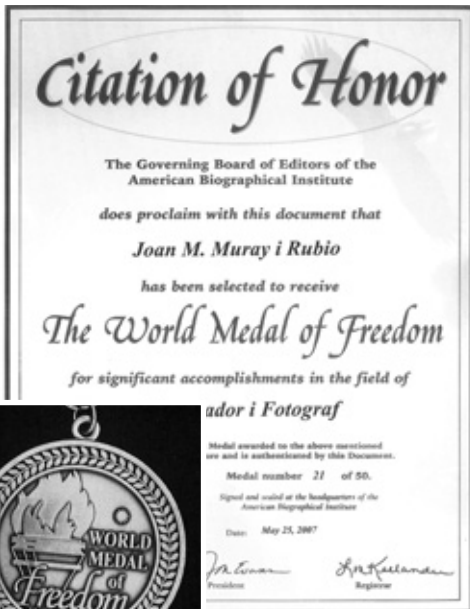 Citation of Honor
The Governing Board of Editors of the
American Biographical Institute
does proclaim with this document that
Joan M. Muray i Rubio
has been selected to receive
The World Medal of Freedom
for significant accomplishments in the field of
ador i Fotograf
Medal awarded to the above mentioned
ure and is authenticated by this Document.
Medal number 21 of 50.
Signed and sealed at the headquarters of the
American Biographical Institute
Date: May 25, 2007
President Registrar
WORLD
MEDAL
of
Freedom